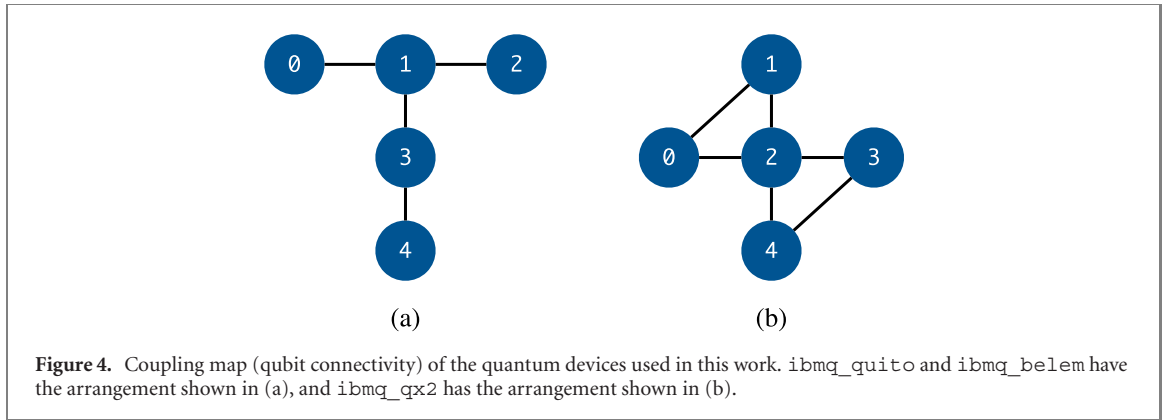 0 1 2
3
4
(a)
1
0 2 3
4
(b)
Figure 4. Coupling map (qubit connectivity) of the quantum devices used in this work. ibmq_quito and ibmq_belem have
the arrangement shown in (a), and ibmq_qx2 has the arrangement shown in (b).